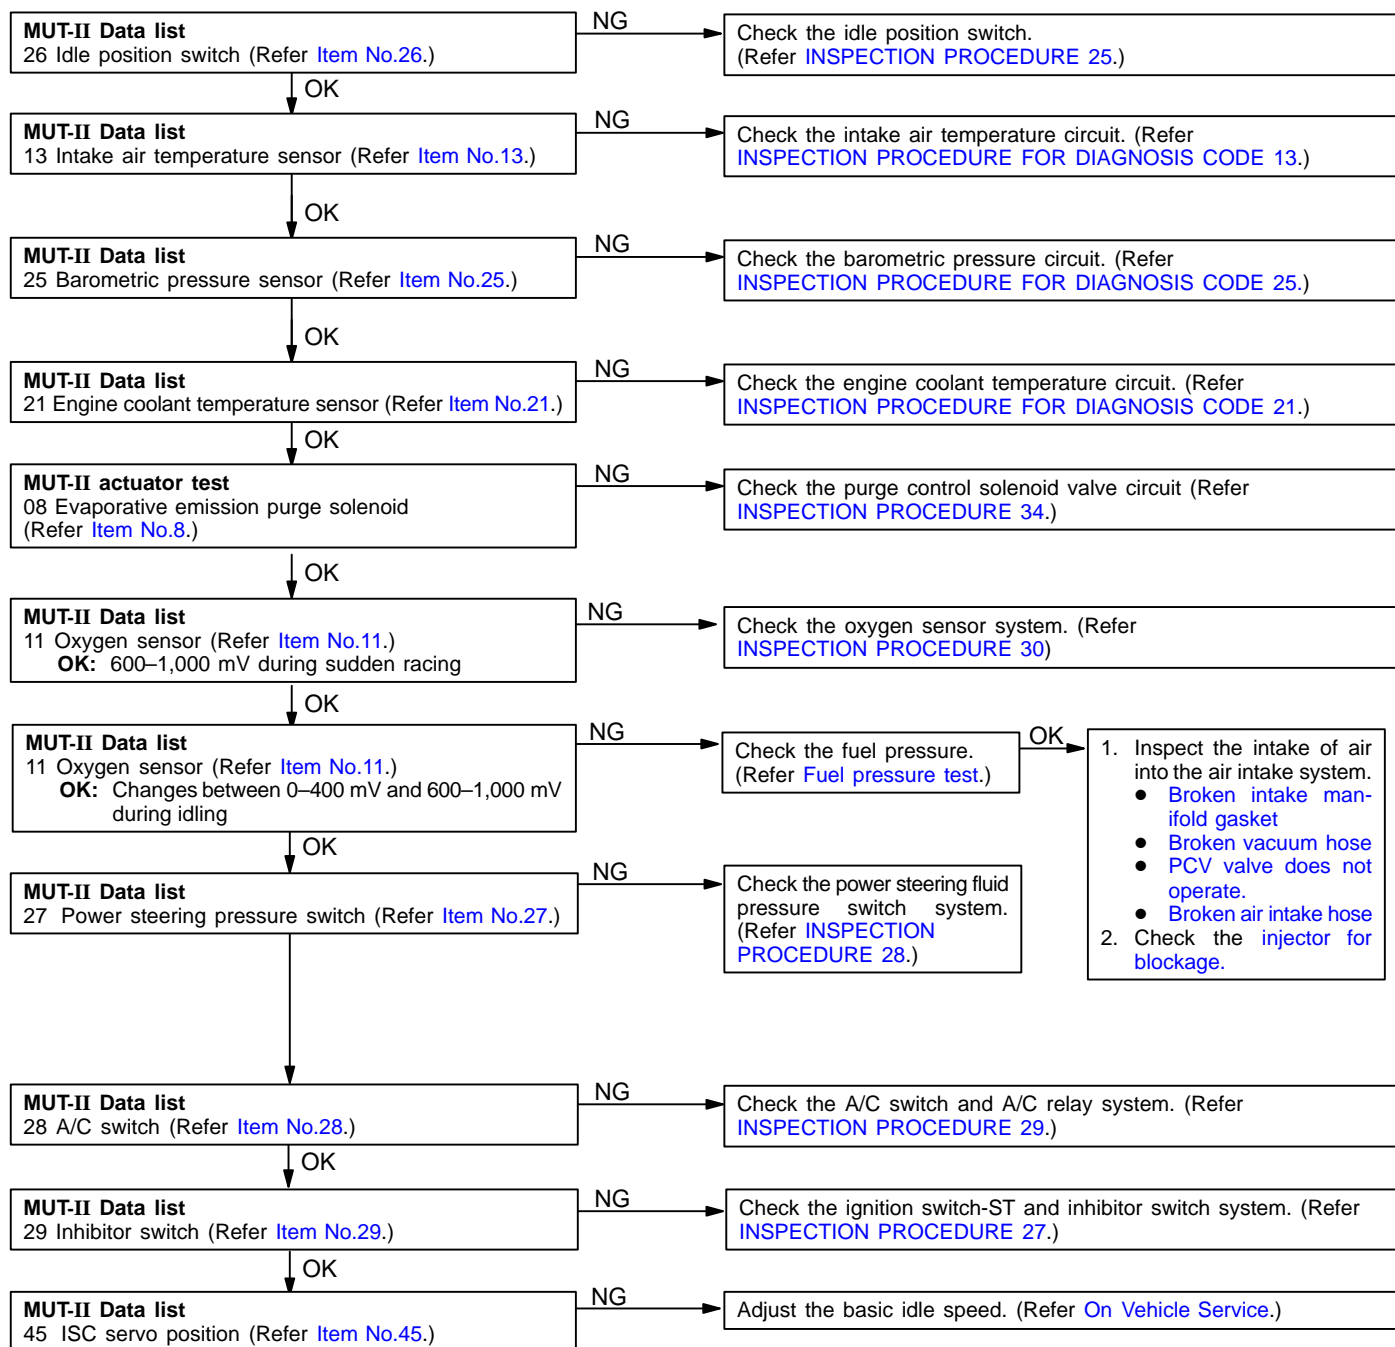 MUT-II Data list
26 Idle position switch (Refer Item No.26.)
NG
Check the idle position switch.
(Refer INSPECTION PROCEDURE 25.)
OK
MUT-II Data list
13 Intake air temperature sensor (Refer Item No.13.)
NG
Check the intake air temperature circuit. (Refer
INSPECTION PROCEDURE FOR DIAGNOSIS CODE 13.)
OK
MUT-II Data list
25 Barometric pressure sensor (Refer Item No.25.)
NG
Check the barometric pressure circuit. (Refer
INSPECTION PROCEDURE FOR DIAGNOSIS CODE 25.)
OK
MUT-II Data list
21 Engine coolant temperature sensor (Refer Item No.21.)
NG
Check the engine coolant temperature circuit. (Refer
INSPECTION PROCEDURE FOR DIAGNOSIS CODE 21.)
OK
MUT-II actuator test
08 Evaporative emission purge solenoid
(Refer Item No.8.)
NG
Check the purge control solenoid valve circuit (Refer
INSPECTION PROCEDURE 34.)
OK
MUT-II Data list
11 Oxygen sensor (Refer Item No.11.)
OK: 600–1,000 mV during sudden racing
NG
Check the oxygen sensor system. (Refer
INSPECTION PROCEDURE 30)
OK
MUT-II Data list
11 Oxygen sensor (Refer Item No.11.)
OK: Changes between 0–400 mV and 600–1,000 mV
during idling
NG
Check the fuel pressure.
(Refer Fuel pressure test.)
OK
1. Inspect the intake of air
into the air intake system.
● Broken intake man-
ifold gasket
● Broken vacuum hose
● PCV valve does not
operate.
● Broken air intake hose
2. Check the injector for
blockage.
OK
MUT-II Data list
27 Power steering pressure switch (Refer Item No.27.)
NG
Check the power steering fluid
pressure switch system.
(Refer INSPECTION
PROCEDURE 28.)
MUT-II Data list
28 A/C switch (Refer Item No.28.)
NG
Check the A/C switch and A/C relay system. (Refer
INSPECTION PROCEDURE 29.)
OK
MUT-II Data list
29 Inhibitor switch (Refer Item No.29.)
NG
Check the ignition switch-ST and inhibitor switch system. (Refer
INSPECTION PROCEDURE 27.)
OK
MUT-II Data list
45 ISC servo position (Refer Item No.45.)
NG
Adjust the basic idle speed. (Refer On Vehicle Service.)